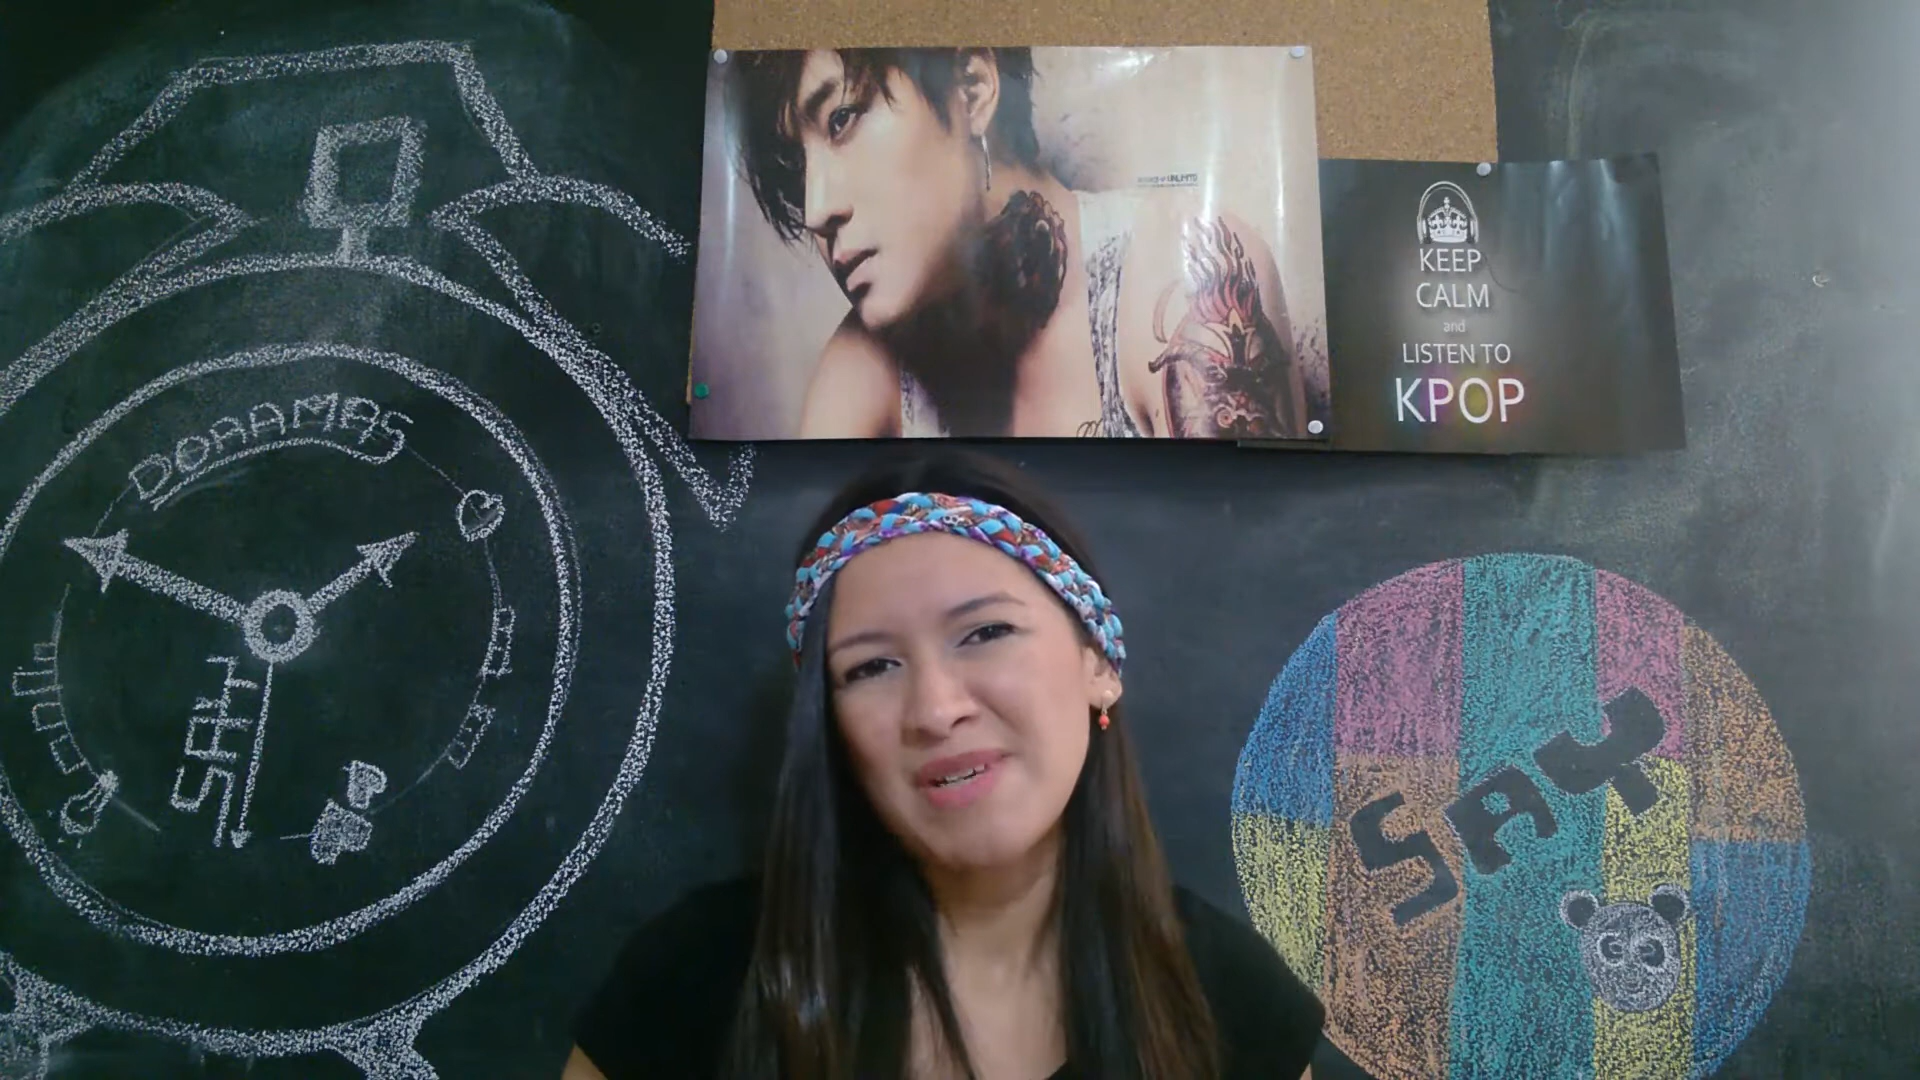 DORAMAS
SAY
KEEP
CALM
and
LISTEN TO
KPOP
SAY